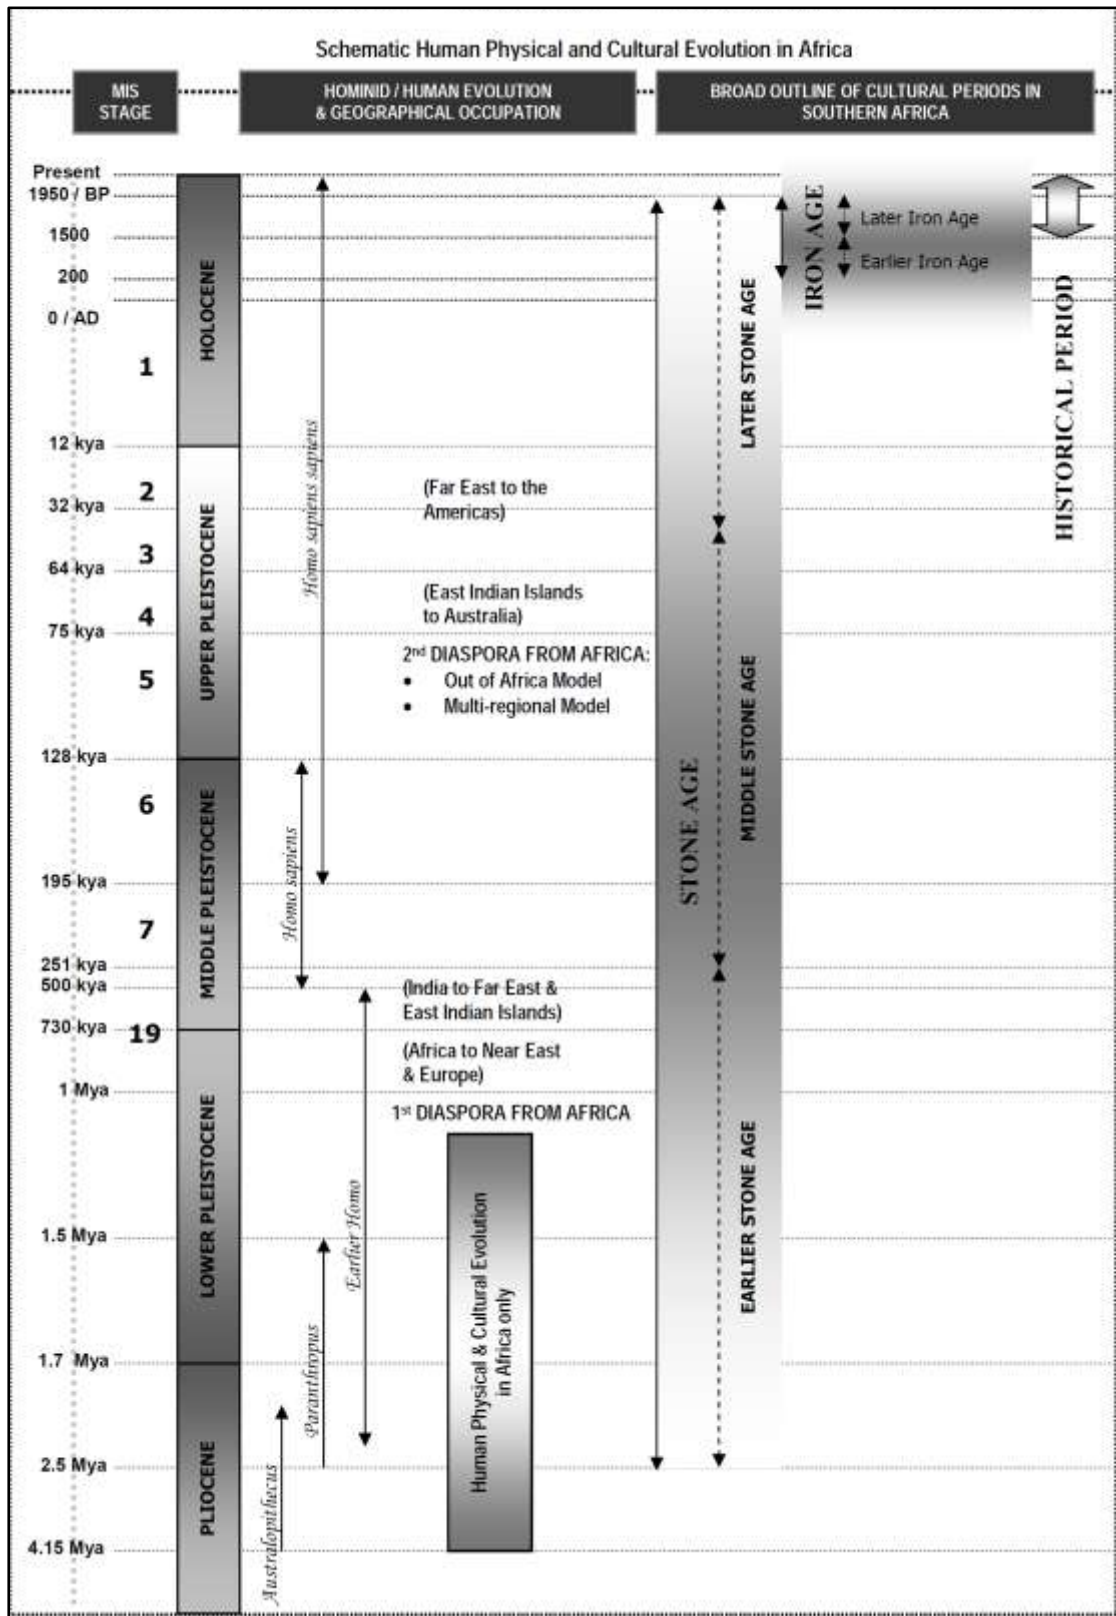 Schematic Human Physical and Cultural Evolution in Africa
MIS
STAGE
HOMINID / HUMAN EVOLUTION
& GEOGRAPHICAL OCCUPATION
BROAD OUTLINE OF CULTURAL PERIODS IN
SOUTHERN AFRICA
Present
1950 / BP
1500
200
0 / AD
12 kya
32 kya
64 kya
75 kya
128 kya
195 kya
251 kya
500 kya
730 kya
1 Mya
1.5 Mya
1.7 Mya
2.5 Mya
4.15 Mya
1
2
3
4
5
6
7
19
HOLOCENE
UPPER PLEISTOCENE
MIDDLE PLEISTOCENE
LOWER PLEISTOCENE
PLIOCENE
Homo sapiens sapiens
Homo sapiens
Earlier Homo
Paranthropus
Australopithecus
(Far East to the
Americas)
(East Indian Islands
to Australia)
2nd DIASPORA FROM AFRICA:
• Out of Africa Model
• Multi-regional Model
(India to Far East &
East Indian Islands)
(Africa to Near East
& Europe)
1st DIASPORA FROM AFRICA
Human Physical & Cultural Evolution
in Africa only
STONE AGE
LATER STONE AGE
MIDDLE STONE AGE
EARLIER STONE AGE
IRON AGE
Later Iron Age
Earlier Iron Age
HISTORICAL PERIOD